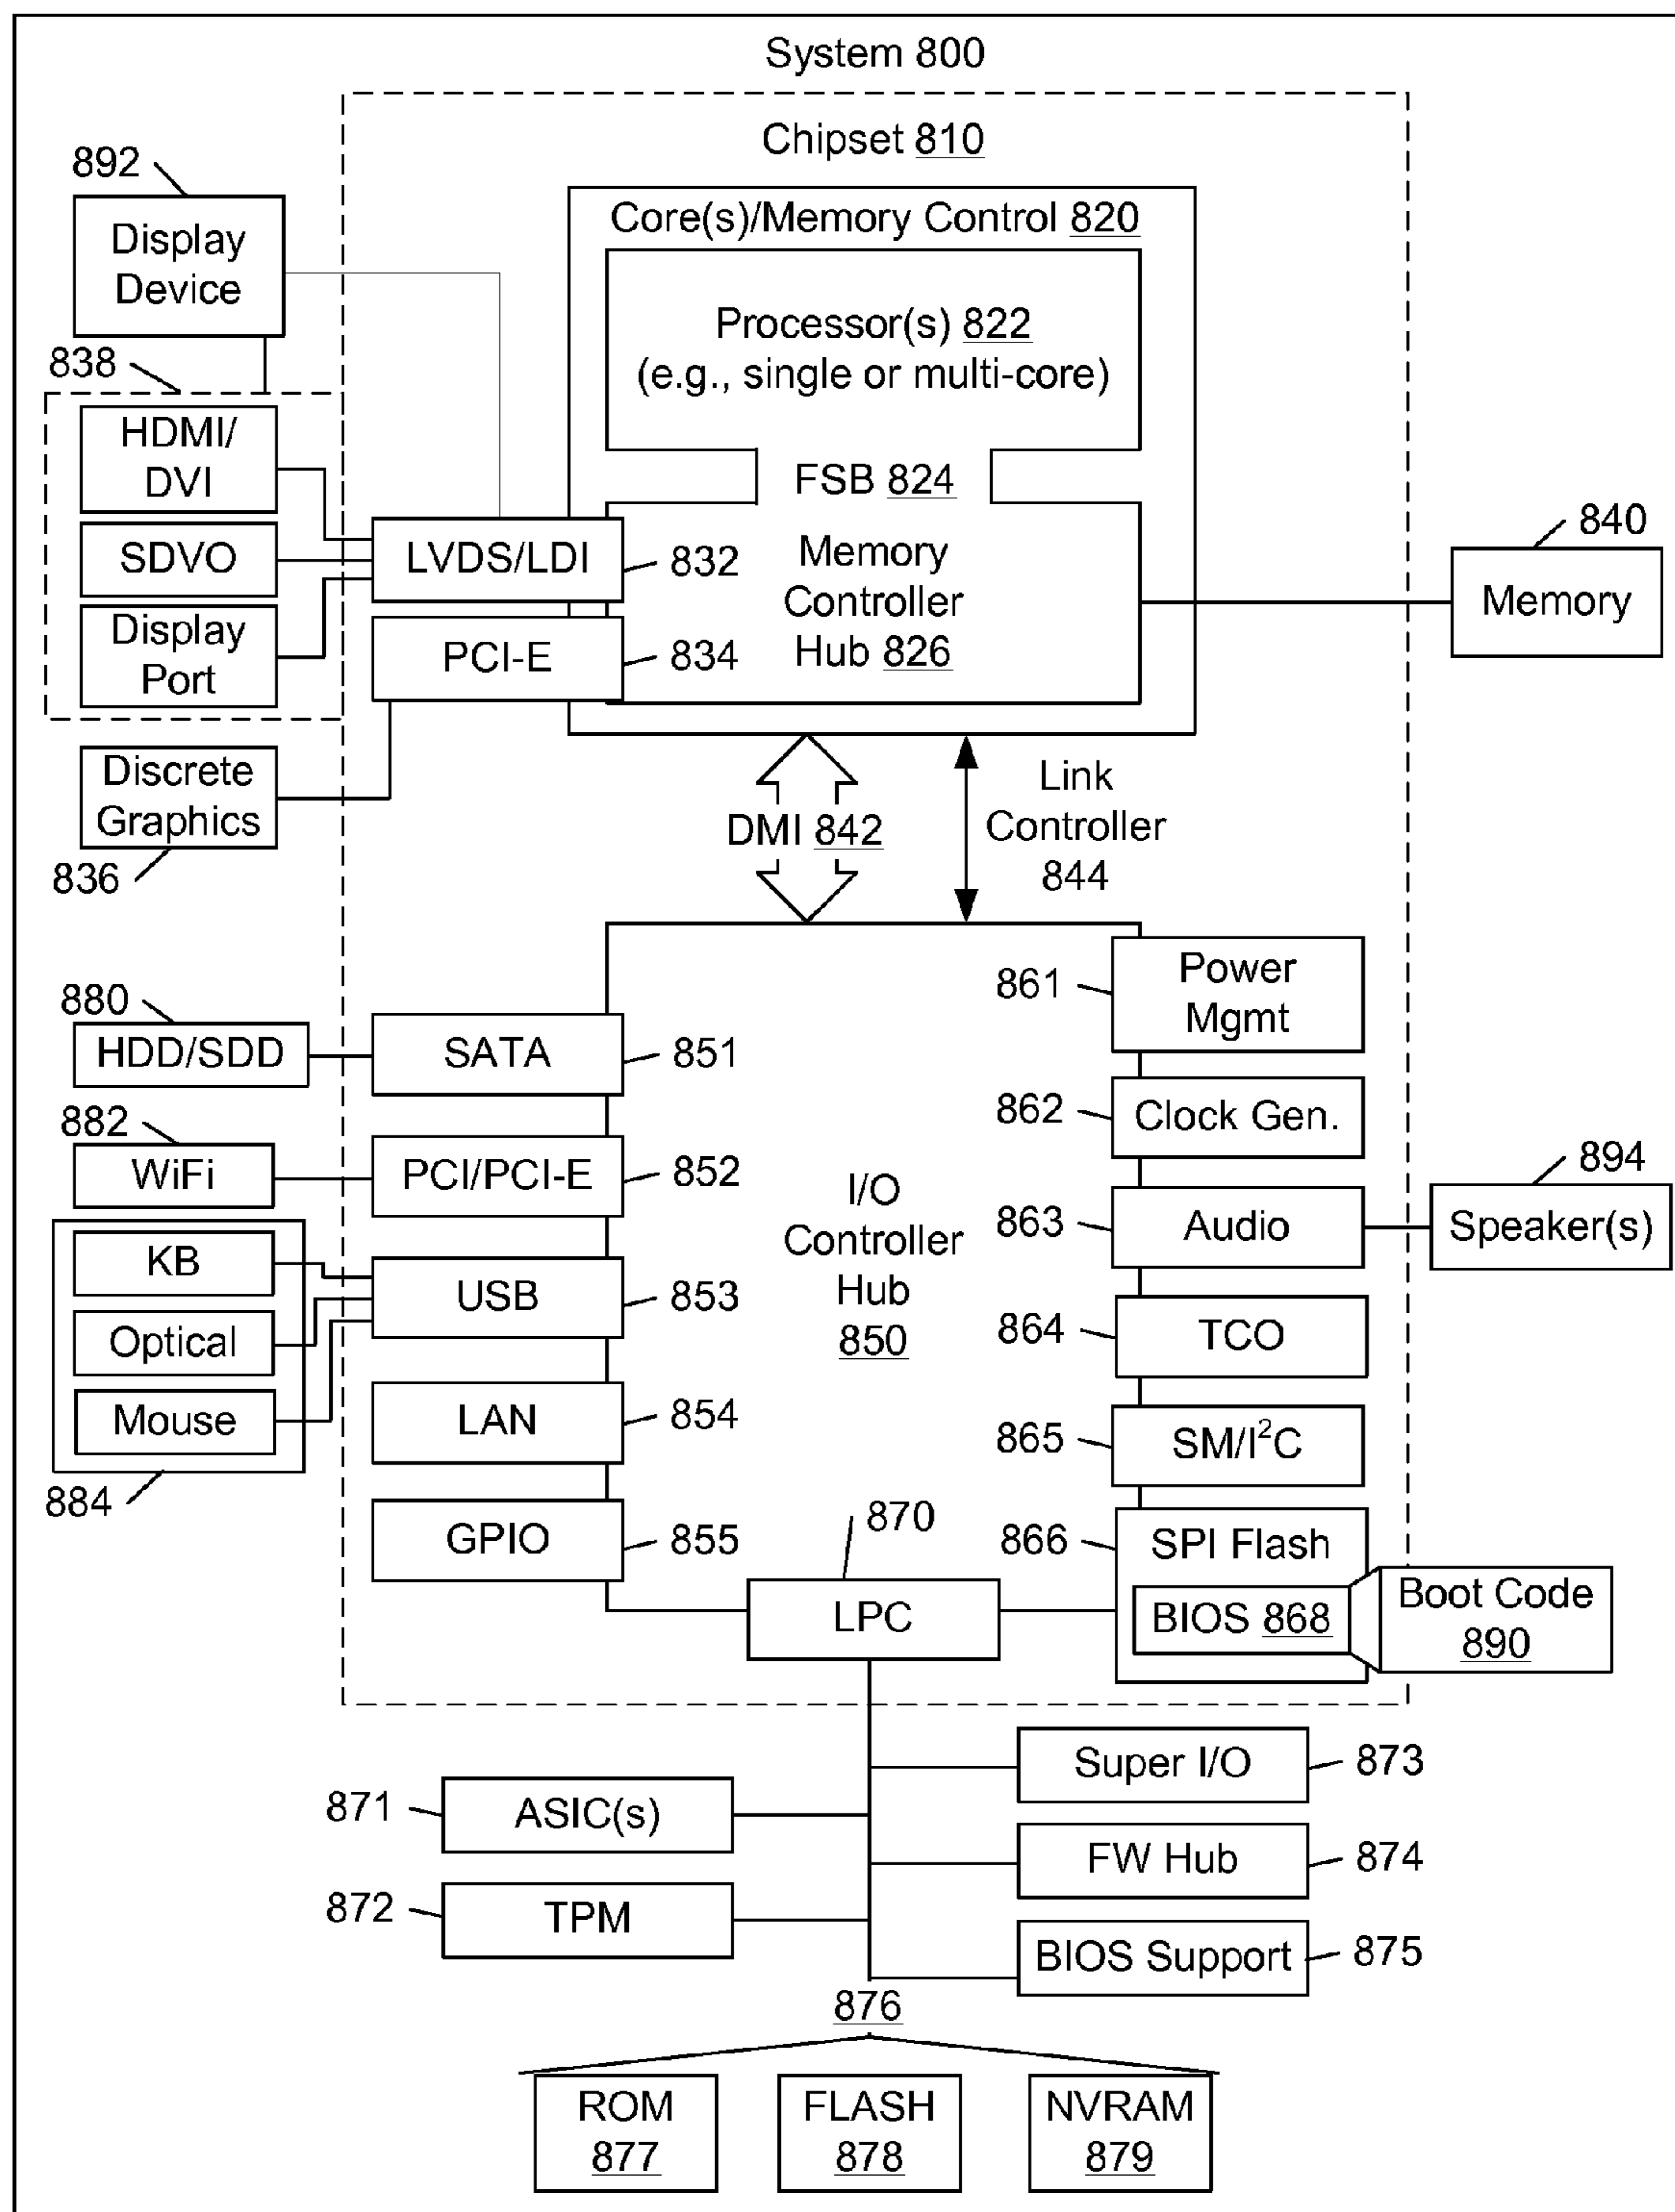 System 800
Chipset 810
892
Display
Device
Core(s)/Memory Control 820
Processor(s) 822
(e.g., single or multi-core)
838
HDMI/
DVI
FSB 824
SDVO
LVDS/LDI
832
Memory
Controller
Hub 826
840
Memory
Display
Port
PCI-E
834
Discrete
Graphics
836
DMI 842
Link
Controller
844
861
Power
Mgmt
880
HDD/SDD
SATA
851
862
Clock Gen.
882
WiFi
PCI/PCI-E
852
I/O
Controller
Hub
850
863
Audio
894
Speaker(s)
KB
Optical
Mouse
884
USB
853
864
TCO
LAN
854
865
SM/I²C
GPIO
855
870
LPC
866
SPI Flash
BIOS 868
Boot Code
890
871
ASIC(s)
Super I/O
873
872
TPM
FW Hub
874
BIOS Support
875
876
ROM
877
FLASH
878
NVRAM
879